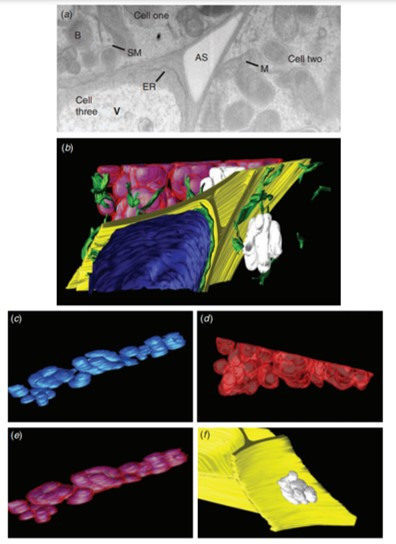 (a)
Cell one
B
SM
AS
M
Cell two
ER
Cell
three
V
(b)
(c)
(d)
(e)
(f)